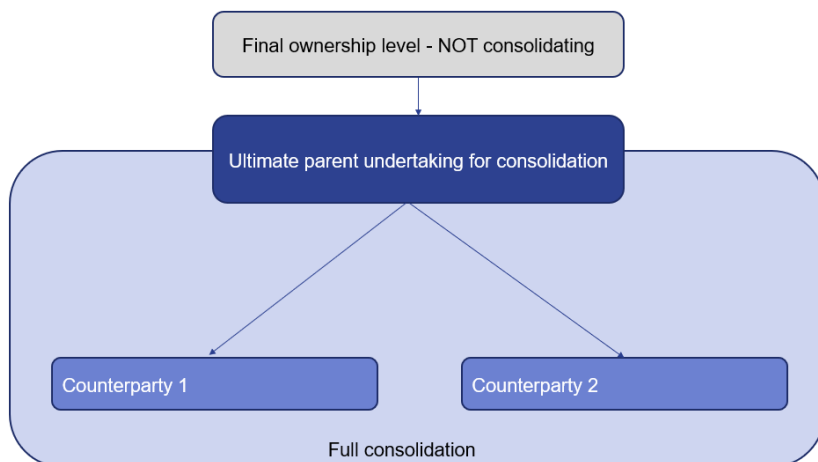 Final ownership level - NOT consolidating
Ultimate parent undertaking for consolidation
Counterparty 1
Counterparty 2
Full consolidation